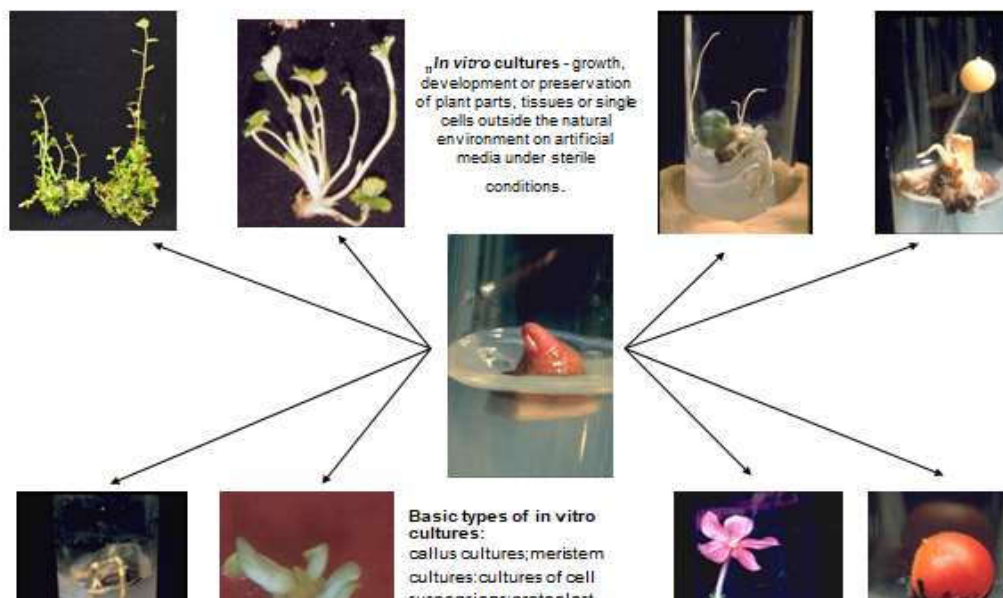 „In vitro cultures - growth,
development or preservation
of plant parts, tissues or single
cells outside the natural
environment on artificial
media under sterile
conditions.
Basic types of in vitro
cultures:
callus cultures;meristem
cultures:cultures of cell